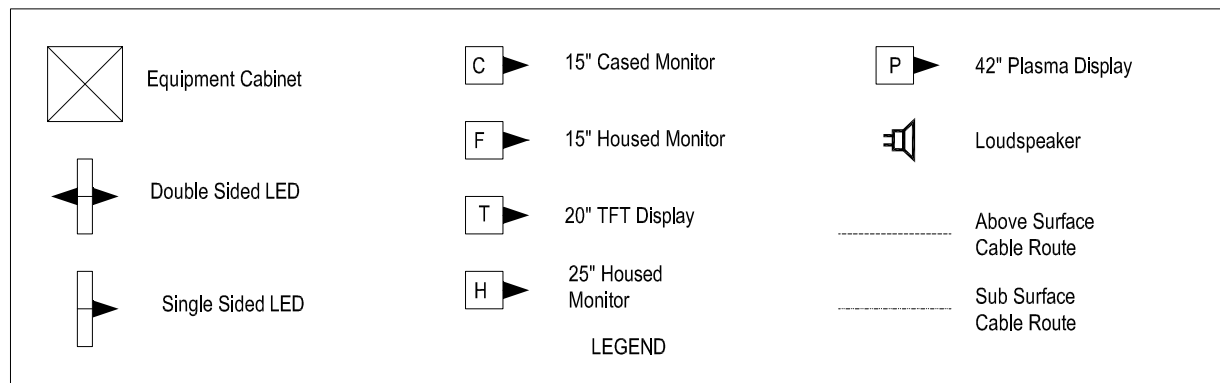 Equipment Cabinet
Double Sided LED
Single Sided LED
C 15" Cased Monitor
F 15" Housed Monitor
T 20" TFT Display
H 25" Housed
Monitor
LEGEND
P 42" Plasma Display
Loudspeaker
Above Surface
Cable Route
Sub Surface
Cable Route